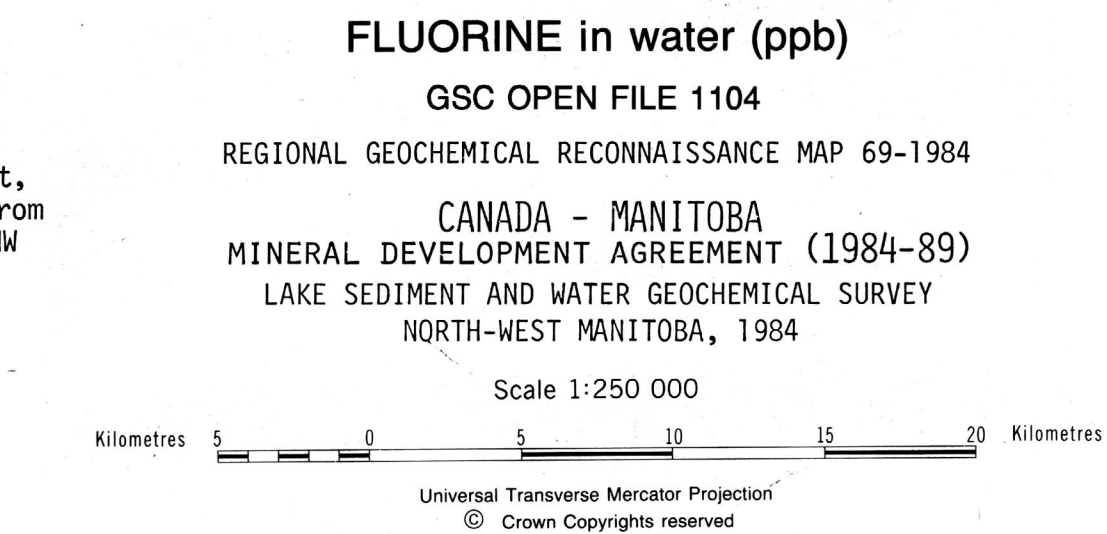 FLUORINE in water (ppb)
GSC OPEN FILE 1104
REGIONAL GEOCHEMICAL RECONNAISSANCE MAP 69-1984
t,
rom
CANADA - MANITOBA
MINERAL DEVELOPMENT AGREEMENT (1984-89)
LAKE SEDIMENT AND WATER GEOCHEMICAL SURVEY
NORTH-WEST MANITOBA, 1984
Scale 1:250 000
Kilometres 5 0 5 10 15 20 Kilometres
Universal Transverse Mercator Projection
© Crown Copyrights reserved